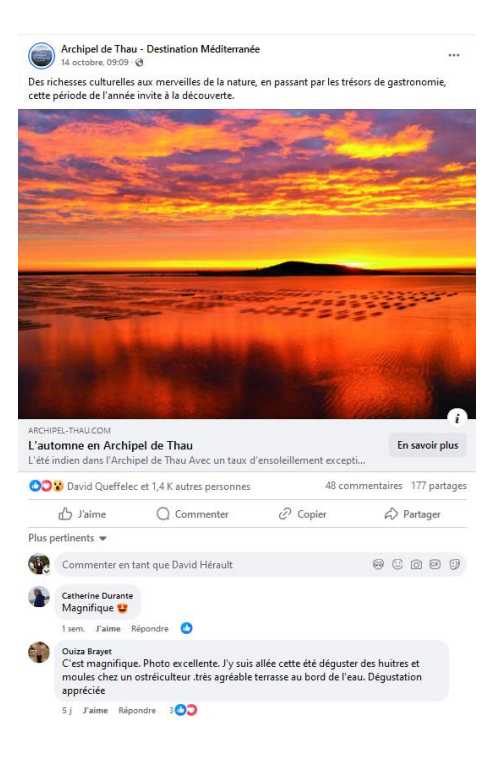 Archipel de Thau - Destination Méditerranée
14 octobre, 09:09 ·
Des richesses culturelles aux merveilles de la nature, en passant par les trésors de gastronomie,
cette période de l'année invite à la découverte.
ARCHIPEL-THAU.COM
L'automne en Archipel de Thau
En savoir plus
L'été indien dans l'Archipel de Thau Avec un taux d'ensoleillement excepti...
David Queffelec et 1,4 K autres personnes
48 commentaires 177 partages
J'aime Commenter Copier Partager
Plus pertinents
Commenter en tant que David Hérault
Catherine Durante
Magnifique 🤩
1 sem. J'aime Répondre
Ouiza Brayet
C'est magnifique. Photo excellente. J'y suis allée cette été déguster des huitres et
moules chez un ostréiculteur .très agréable terrasse au bord de l'eau. Dégustation
appréciée
5 j J'aime Répondre 3